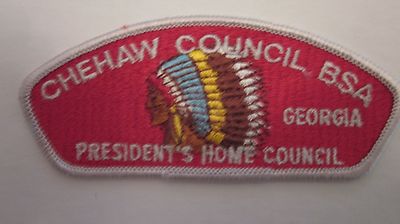 CHEHAW COUNCIL, BSA
GEORGIA
PRESIDENT'S HOME COUNCIL